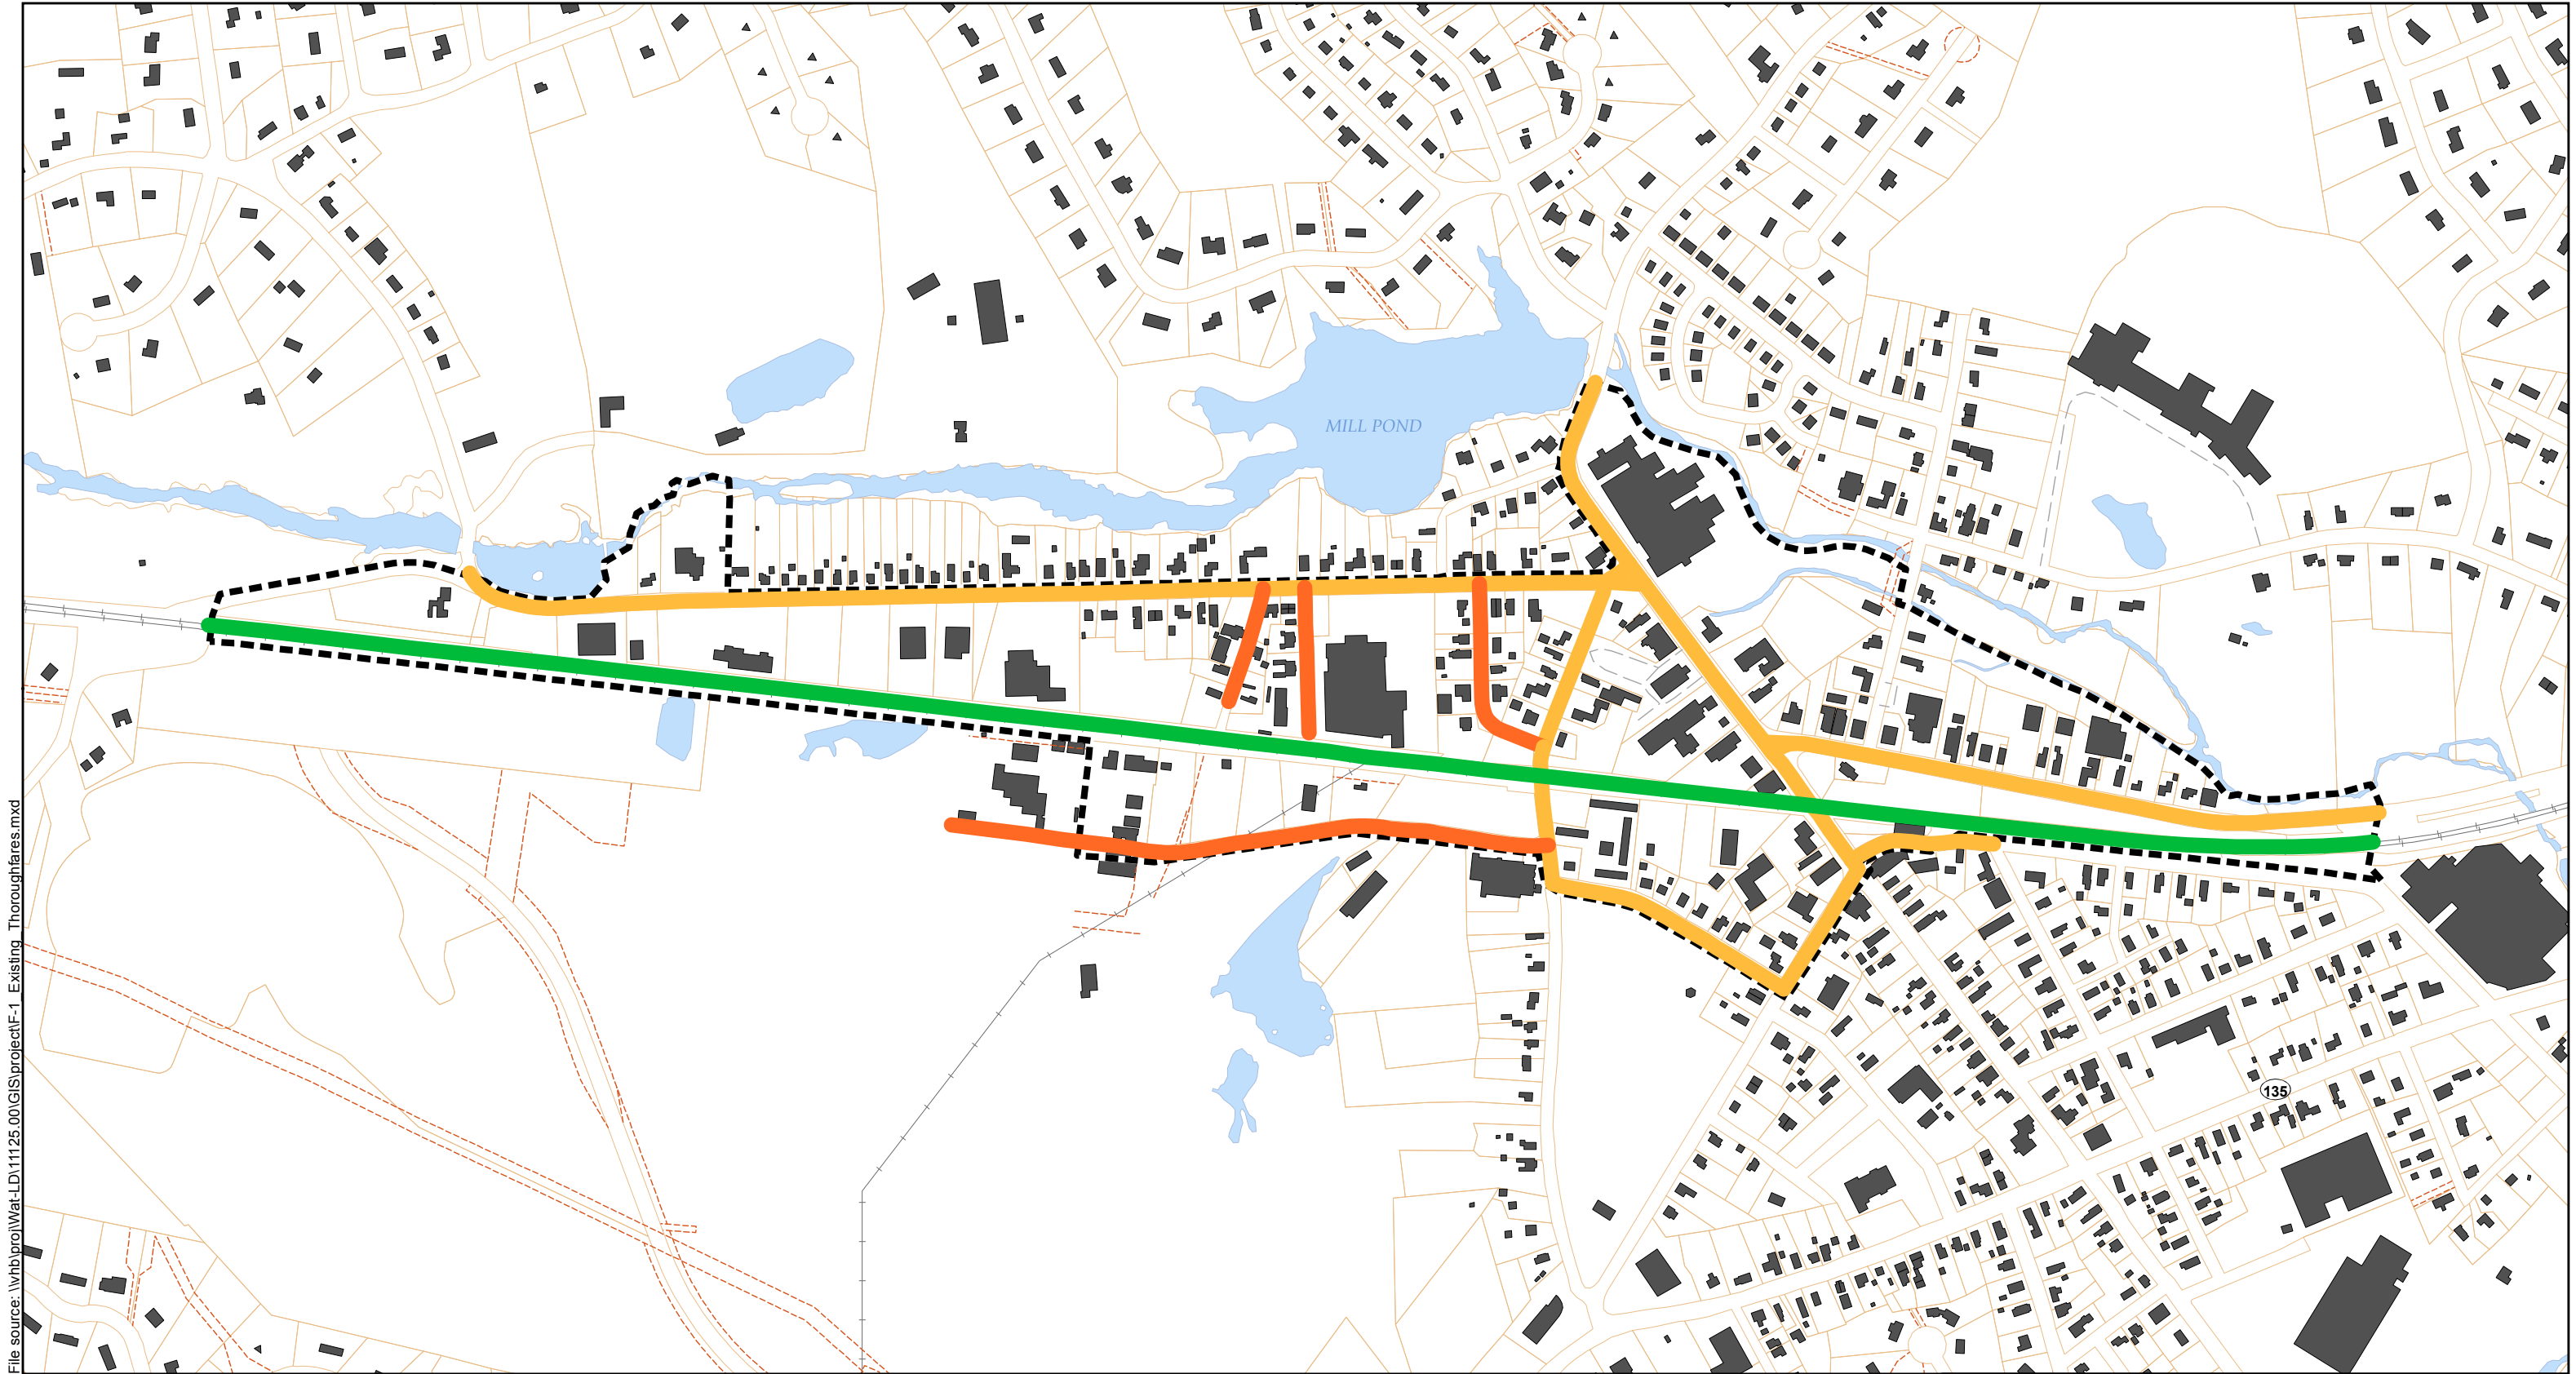 MILL POND
135
File source: \\vhb\proj\Wat-LD\11125.00\GIS\project\F-1_Existing_Thoroughfares.mxd